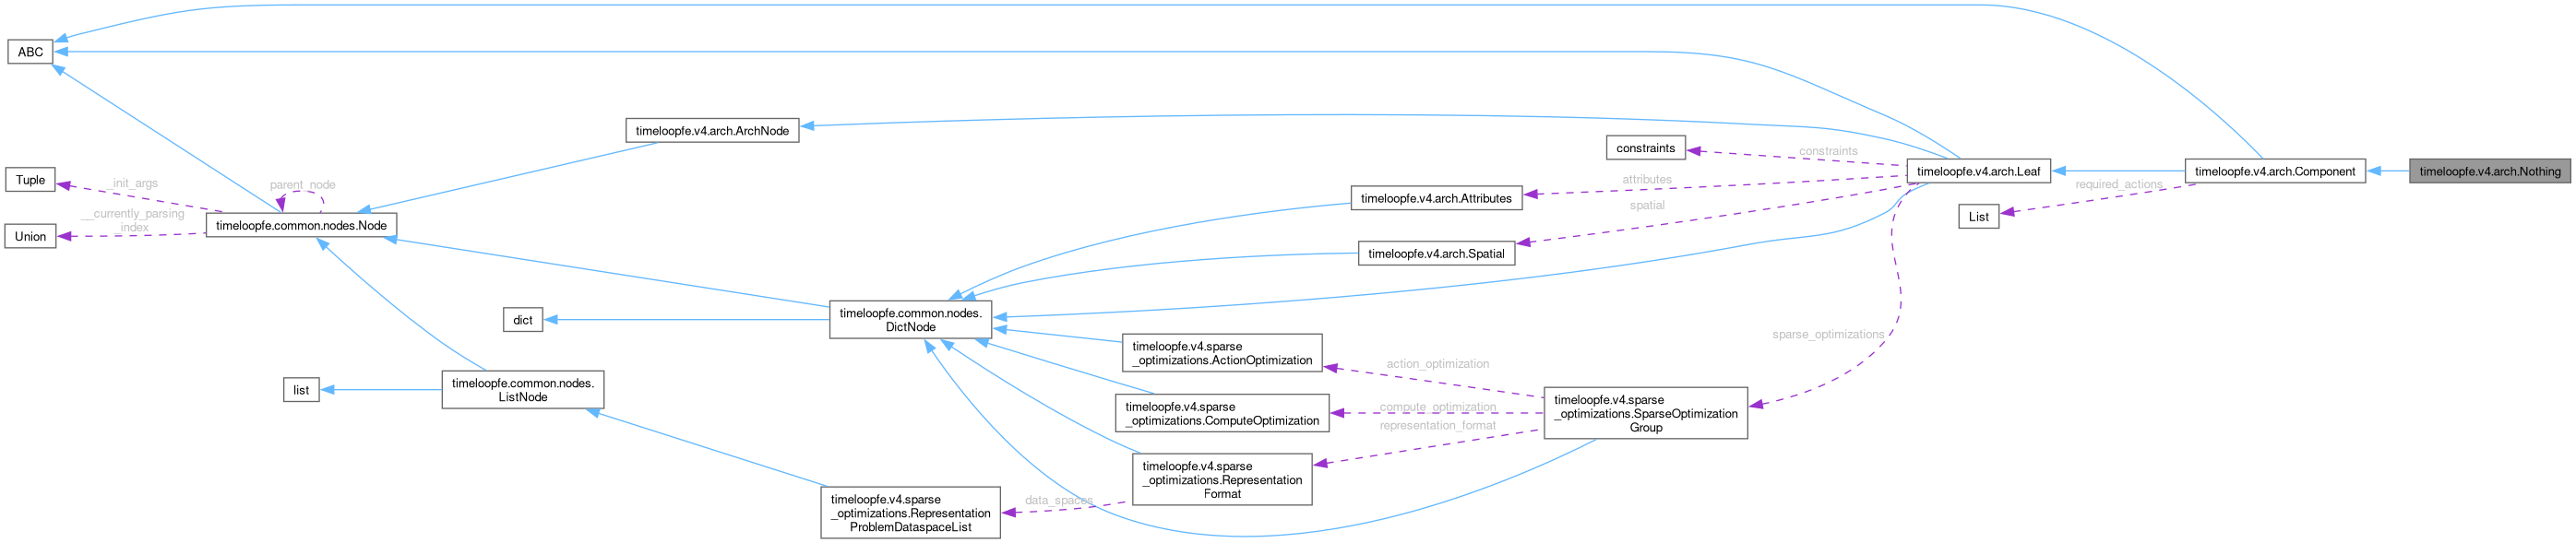 ABC
timeloopfe.v4.arch.ArchNode
constraints
constraints
timeloopfe.v4.arch.Leaf
timeloopfe.v4.arch.Component
timeloopfe.v4.arch.Nothing
Tuple
_init_args
parent_node
attributes
required_actions
timeloopfe.v4.arch.Attributes
spatial
List
__currently_parsing
_index
timeloopfe.common.nodes.Node
Union
timeloopfe.v4.arch.Spatial
dict
timeloopfe.common.nodes.
DictNode
sparse_optimizations
timeloopfe.v4.sparse
_optimizations.ActionOptimization
action_optimization
list
timeloopfe.common.nodes.
ListNode
timeloopfe.v4.sparse
_optimizations.ComputeOptimization
compute_optimization
representation_format
timeloopfe.v4.sparse
_optimizations.SparseOptimization
Group
timeloopfe.v4.sparse
_optimizations.Representation
Format
data_spaces
timeloopfe.v4.sparse
_optimizations.Representation
ProblemDataspaceList